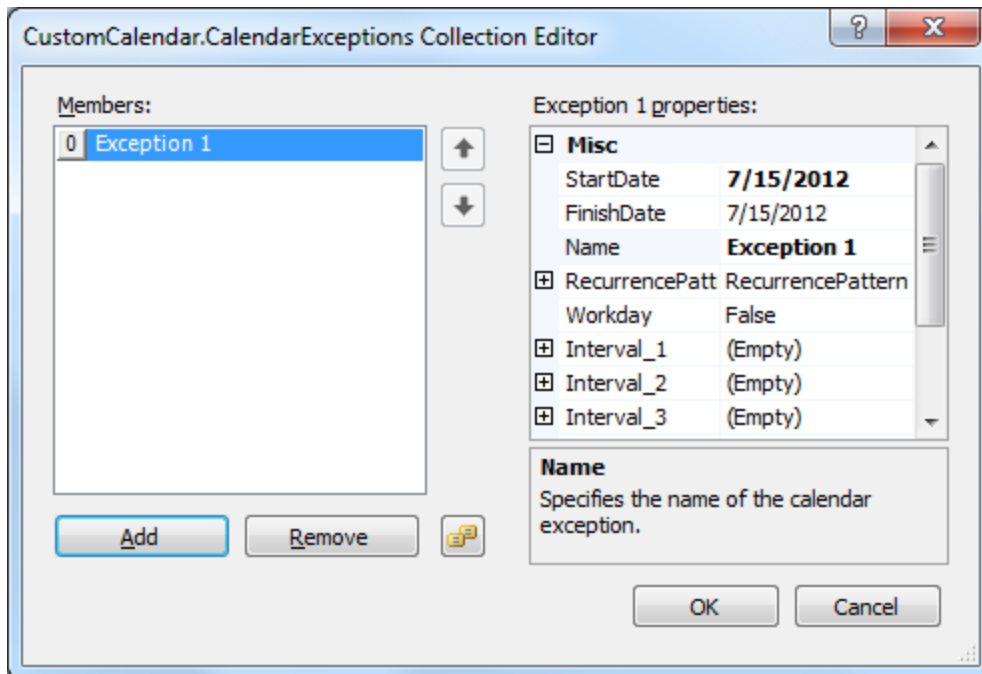 CustomCalendar.CalendarExceptions Collection Editor
Members:
0 Exception 1
Add
Remove
Exception 1 properties:
Misc
StartDate 7/15/2012
FinishDate 7/15/2012
Name Exception 1
RecurrencePatt RecurrencePattern
Workday False
Interval_1 (Empty)
Interval_2 (Empty)
Interval_3 (Empty)
Name
Specifies the name of the calendar
exception.
OK
Cancel